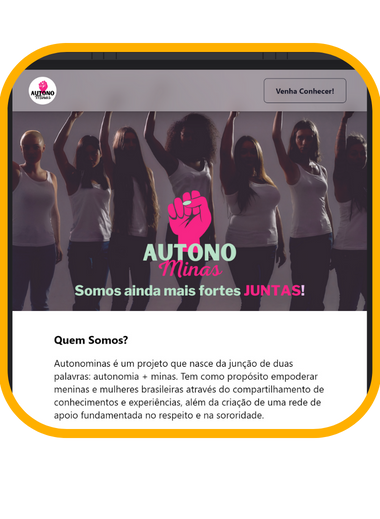 AUTONO
Minas
Venha Conhecer!
AUTONO
Minas
Somos ainda mais fortes JUNTAS!
Quem Somos?
Autonominas é um projeto que nasce da junção de duas
palavras: autonomia + minas. Tem como propósito empoderar
meninas e mulheres brasileiras através do compartilhamento de
conhecimentos e experiências, além da criação de uma rede de
apoio fundamentada no respeito e na sororidade.